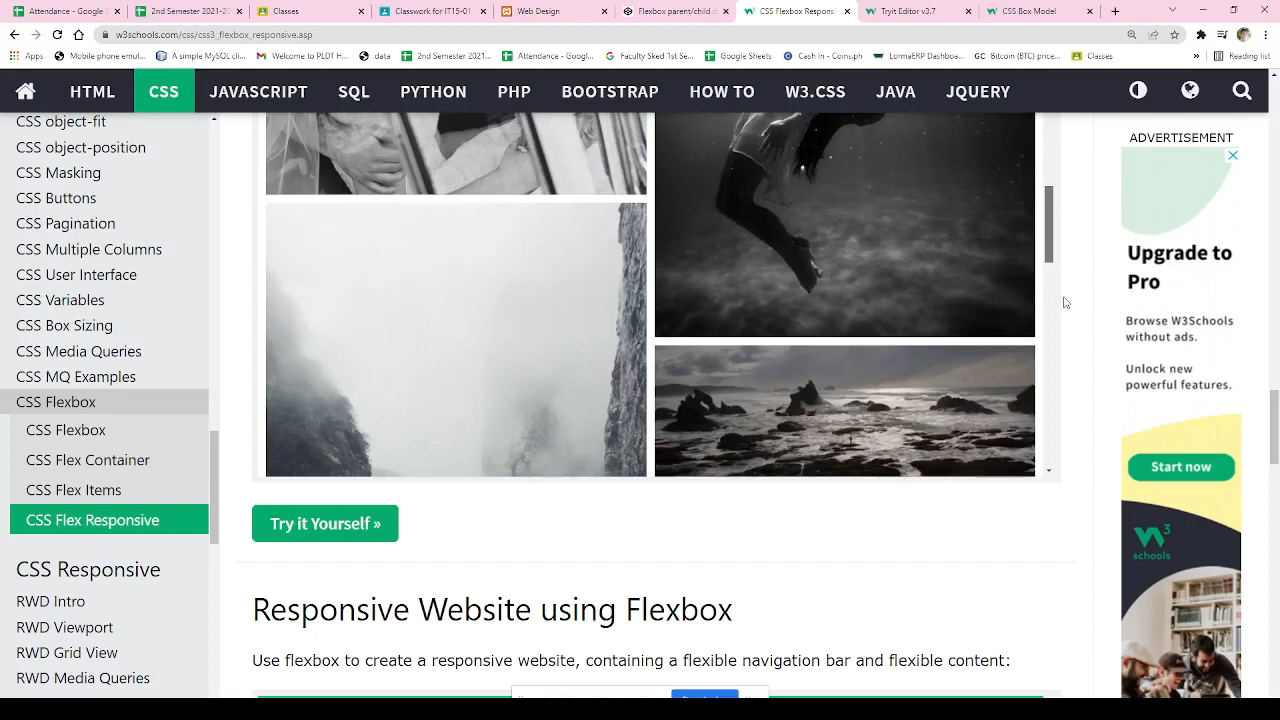 Attendance - Google S
2nd Semester 2021-20
Classes
Classwork for IT15-01
Web Design
Flexbox parent/child d
CSS Flexbox Respons
Tryit Editor v3.7
CSS Box Model
w3schools.com/css/css3_flexbox_responsive.asp
Apps
Mobile phone emul...
A simple MySQL cli...
Welcome to PLDT H...
data
2nd Semester 2021...
Attendance - Googl...
Faculty Sked 1st Se...
Google Sheets
Cash In - Coins.ph
LormaERP Dashboa...
Bitcoin (BTC) price...
Classes
Reading list
HTML
CSS
JAVASCRIPT
SQL
PYTHON
PHP
BOOTSTRAP
HOW TO
W3.CSS
JAVA
JQUERY
CSS object-fit
CSS object-position
CSS Masking
CSS Buttons
CSS Pagination
CSS Multiple Columns
CSS User Interface
CSS Variables
CSS Box Sizing
CSS Media Queries
CSS MQ Examples
CSS Flexbox
CSS Flexbox
CSS Flex Container
CSS Flex Items
CSS Flex Responsive
CSS Responsive
RWD Intro
RWD Viewport
RWD Grid View
RWD Media Queries
Try it Yourself »
Responsive Website using Flexbox
Use flexbox to create a responsive website, containing a flexible navigation bar and flexible content:
ADVERTISEMENT
Upgrade to
Pro
Browse W3Schools
without ads.
Unlock new
powerful features.
Start now
W3
schools